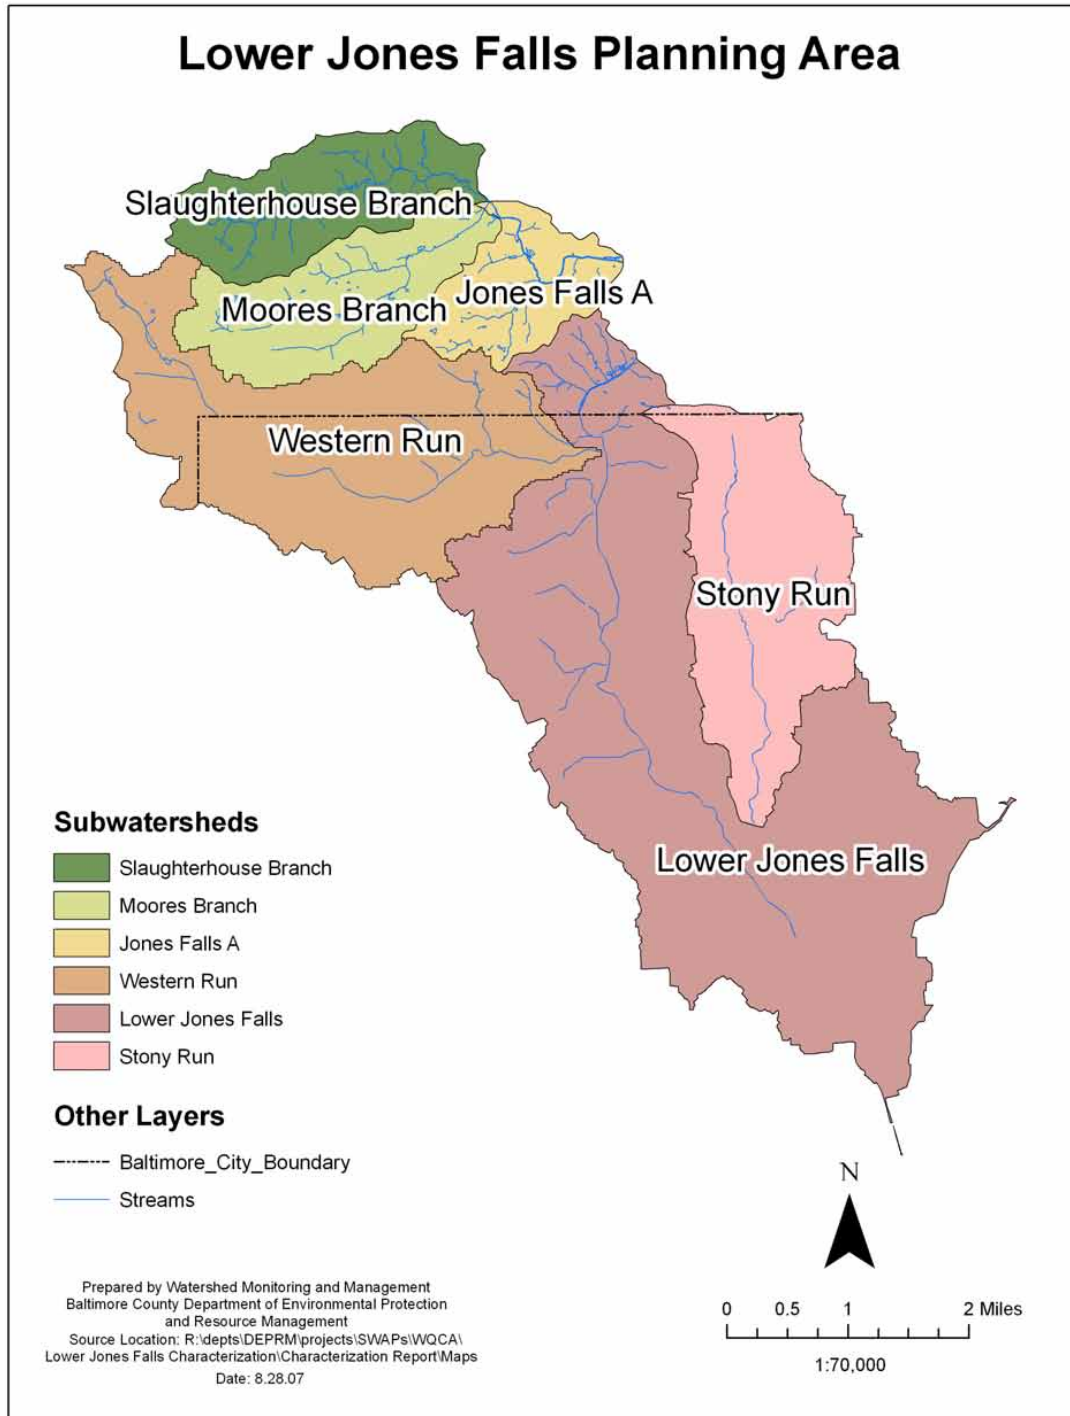 Lower Jones Falls Planning Area
Slaughterhouse Branch
Jones Falls A
Moores Branch
Western Run
Stony Run
Lower Jones Falls
Subwatersheds
Slaughterhouse Branch
Moores Branch
Jones Falls A
Western Run
Lower Jones Falls
Stony Run
Other Layers
Baltimore_City_Boundary
Streams
N
Prepared by Watershed Monitoring and Management
Baltimore County Department of Environmental Protection
and Resource Management
Source Location: R:\depts\DEPRM\projects\SWAPs\WQCA\
Lower Jones Falls Characterization\Characterization Report\Maps
Date: 8.28.07
0 0.5 1 2 Miles
1:70,000